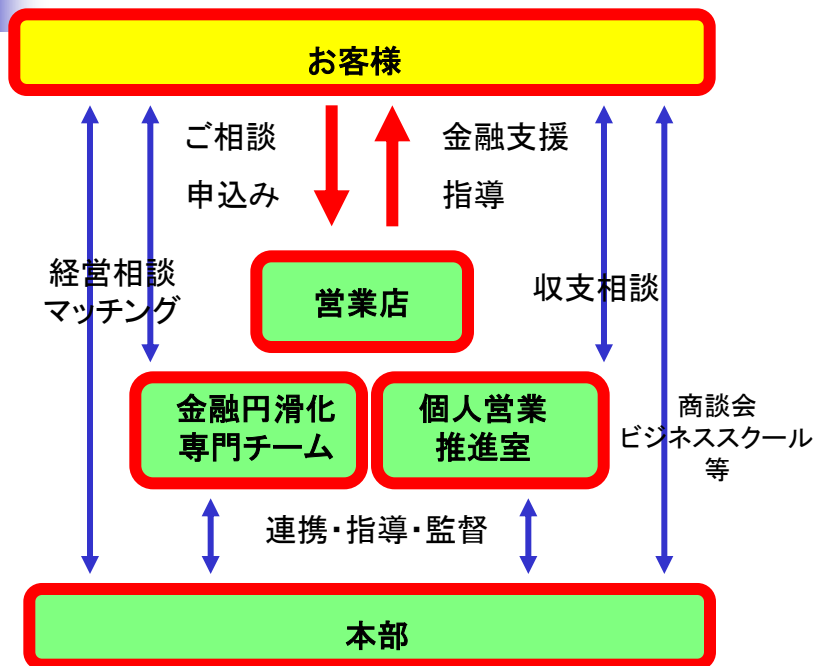 お客様
ご相談
申込み
金融支援
指導
経営相談
マッチング
営業店
収支相談
金融円滑化
専門チーム
個人営業
推進室
商談会
ビジネススクール
等
連携・指導・監督
本部